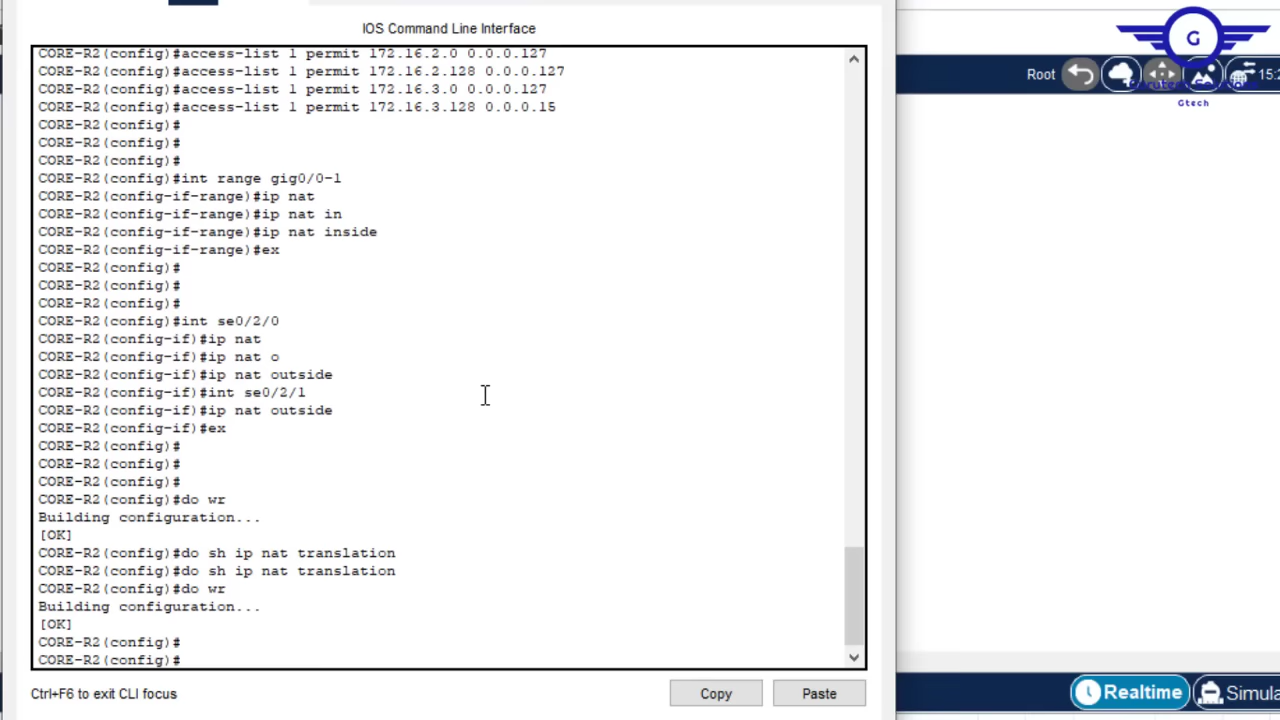 IOS Command Line Interface
CORE-R2(config)#access-list 1 permit 172.16.2.0 0.0.0.127
CORE-R2(config)#access-list 1 permit 172.16.2.128 0.0.0.127
CORE-R2(config)#access-list 1 permit 172.16.3.0 0.0.0.127
CORE-R2(config)#access-list 1 permit 172.16.3.128 0.0.0.15
CORE-R2(config)#
CORE-R2(config)#
CORE-R2(config)#
CORE-R2(config)#int range gig0/0-1
CORE-R2(config-if-range)#ip nat
CORE-R2(config-if-range)#ip nat in
CORE-R2(config-if-range)#ip nat inside
CORE-R2(config-if-range)#ex
CORE-R2(config)#
CORE-R2(config)#
CORE-R2(config)#
CORE-R2(config)#int se0/2/0
CORE-R2(config-if)#ip nat
CORE-R2(config-if)#ip nat o
CORE-R2(config-if)#ip nat outside
CORE-R2(config-if)#int se0/2/1
CORE-R2(config-if)#ip nat outside
CORE-R2(config-if)#ex
CORE-R2(config)#
CORE-R2(config)#
CORE-R2(config)#
CORE-R2(config)#do wr
Building configuration...
[OK]
CORE-R2(config)#do sh ip nat translation
CORE-R2(config)#do sh ip nat translation
CORE-R2(config)#do wr
Building configuration...
[OK]
CORE-R2(config)#
CORE-R2(config)#
Ctrl+F6 to exit CLI focus
Copy
Paste
G
Root
15:2
Gtech
Realtime
Simula